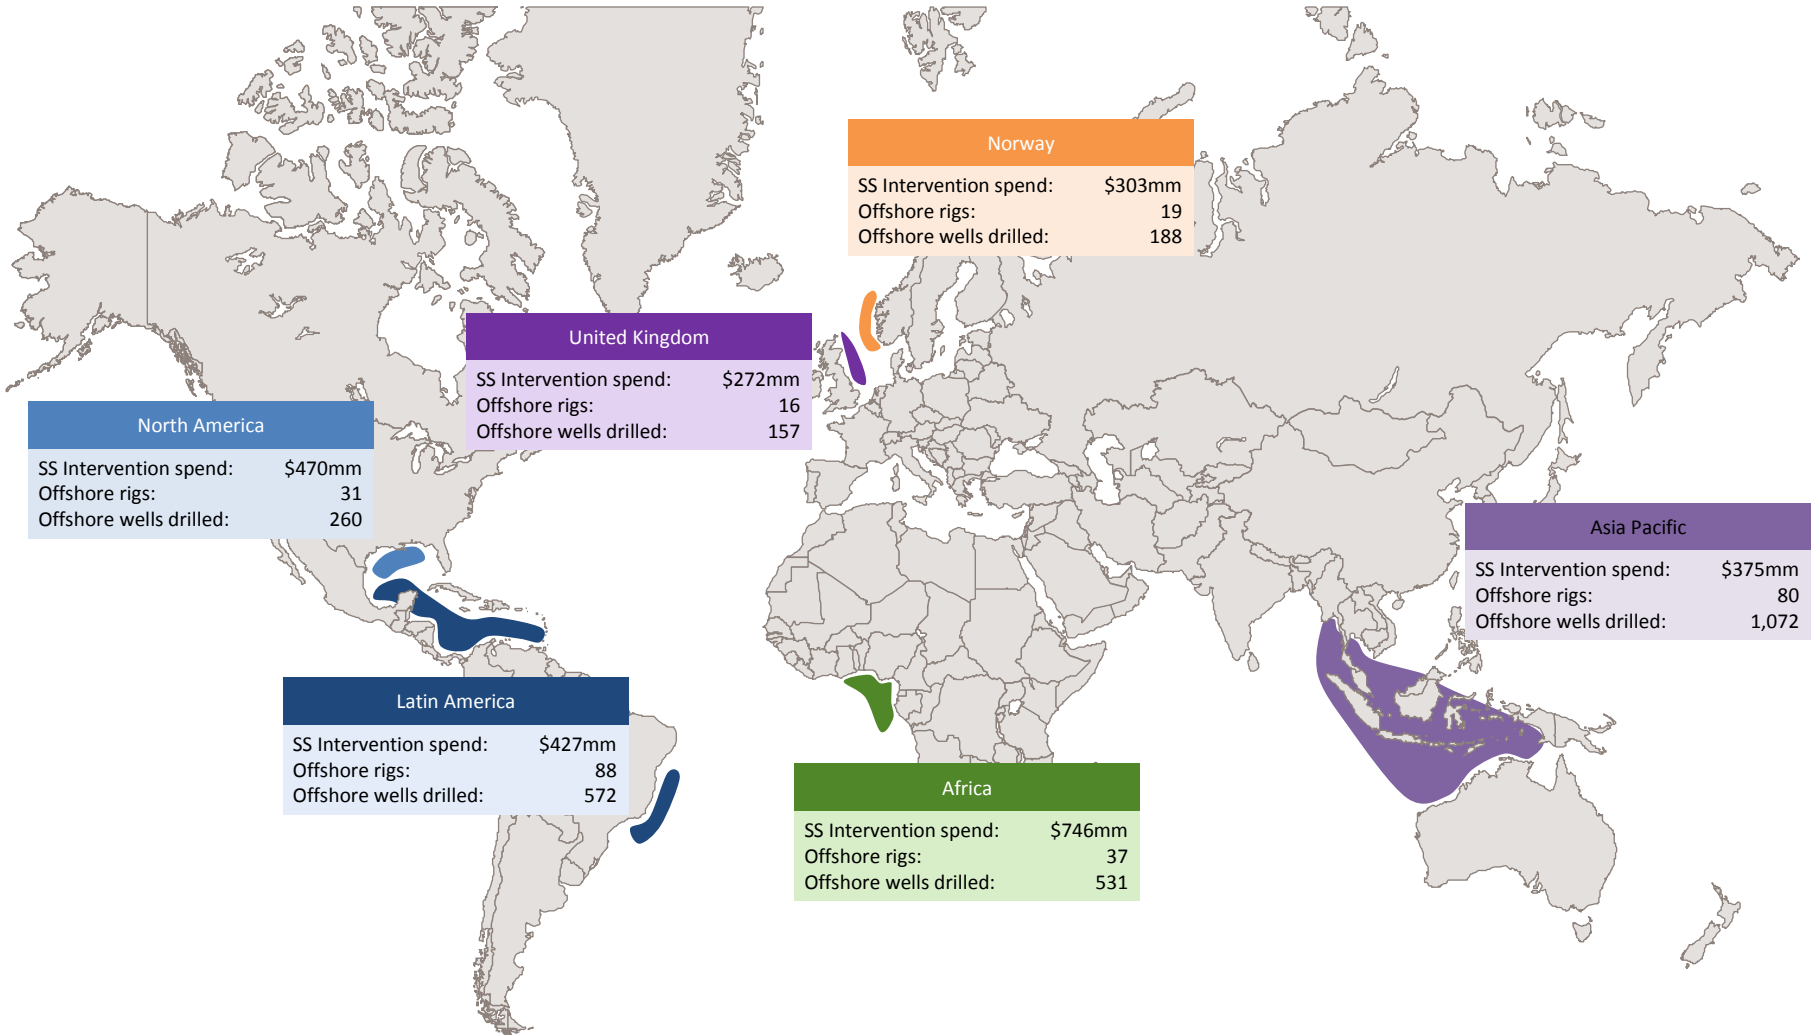 Norway
SS Intervention spend: $303mm
Offshore rigs: 19
Offshore wells drilled: 188
United Kingdom
SS Intervention spend: $272mm
Offshore rigs: 16
Offshore wells drilled: 157
North America
SS Intervention spend: $470mm
Offshore rigs: 31
Offshore wells drilled: 260
Asia Pacific
SS Intervention spend: $375mm
Offshore rigs: 80
Offshore wells drilled: 1,072
Latin America
SS Intervention spend: $427mm
Offshore rigs: 88
Offshore wells drilled: 572
Africa
SS Intervention spend: $746mm
Offshore rigs: 37
Offshore wells drilled: 531